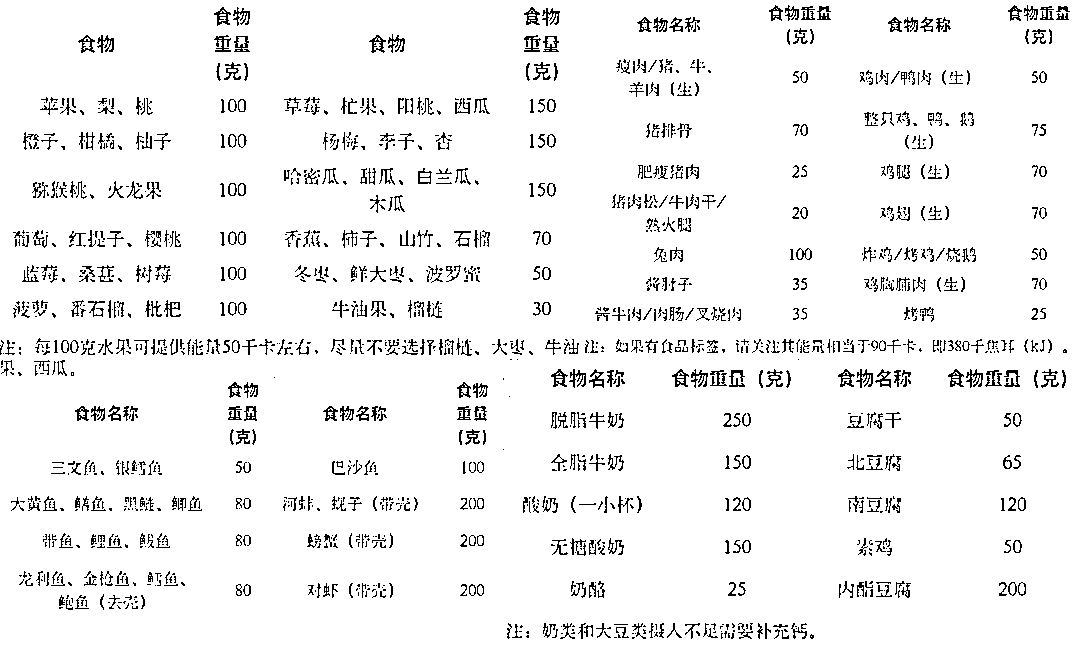 食物 食物重量(克) 食物 食物重量(克)
苹果、梨、桃 100 草莓、杧果、阳桃、西瓜 150
橙子、柑橘、柚子 100 杨梅、李子、杏 150
猕猴桃、火龙果 100 哈密瓜、甜瓜、白兰瓜、木瓜 150
葡萄、红提子、樱桃 100 香蕉、柿子、山竹、石榴 70
蓝莓、桑葚、树莓 100 冬枣、鲜大枣、波罗蜜 50
菠萝、番石榴、枇杷 100 牛油果、榴梿 30
注：每100克水果可提供能量50千卡左右，尽量不要选择榴梿、大枣、牛油
果、西瓜。
食物名称 食物重量(克) 食物名称 食物重量(克)
瘦肉/猪、牛、羊肉（生） 50 鸡肉/鸭肉（生） 50
猪排骨 70 整只鸡、鸭、鹅（生） 75
肥瘦猪肉 25 鸡腿（生） 70
猪肉松/牛肉干/熟火腿 20 鸡翅（生） 70
兔肉 100 炸鸡/烤鸡/烧鹅 50
酱肘子 35 鸡胸脯肉（生） 70
酱牛肉/肉肠/叉烧肉 35 烤鸭 25
注：如果有食品标签，请关注其能量相当于90千卡，即380千焦耳（kJ）。
食物名称 食物重量(克) 食物名称 食物重量(克)
三文鱼、银鳕鱼 50 巴沙鱼 100
大黄鱼、鳝鱼、黑鲢、鲫鱼 80 河蚌、蚬子（带壳） 200
带鱼、鲤鱼、鲅鱼 80 螃蟹（带壳） 200
龙利鱼、金枪鱼、鳕鱼、鲍鱼（去壳） 80 对虾（带壳） 200
食物名称 食物重量（克） 食物名称 食物重量（克）
脱脂牛奶 250 豆腐干 50
全脂牛奶 150 北豆腐 65
酸奶（一小杯） 120 南豆腐 120
无糖酸奶 150 素鸡 50
奶酪 25 内酯豆腐 200
注：奶类和大豆类摄入不足需要补充钙。